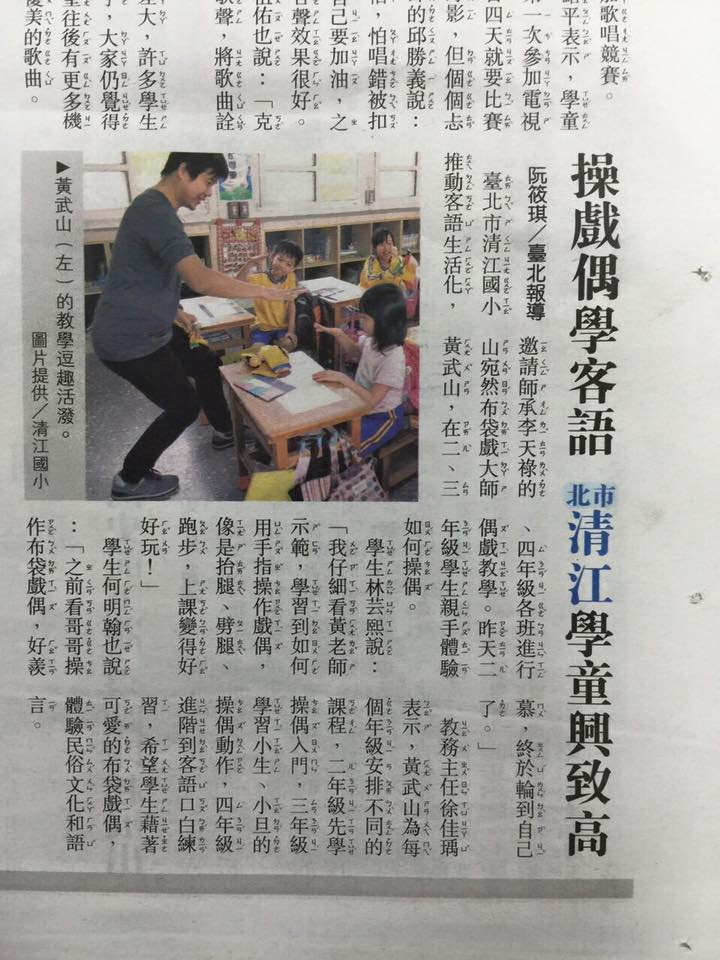 歌唱競賽。
平表示,學童
第一次參加電視
四天就要比賽
影,但個個忐
的邱勝義說:
怕唱錯被扣
自己要加油,之
聲效果很好。
佑也說:「克
歌聲,將歌曲詮
大,許多學生
,大家仍覺得
望往後有更多機
優美的歌曲。
操戲偶學客語 北市清江學童興致高
阮筱琪/臺北報導
臺北市清江國小
推動客語生活化,
邀請師承李天祿的
山宛然布袋戲大師
黃武山,在二、三
、四年級各班進行
偶戲教學。昨天二
年級學生親手體驗
如何操偶。
學生林芸熙說:
「我仔細看黃老師
示範,學習到如何
用手指操作戲偶,
像是抬腿、劈腿、
跑步,上課變得好
好玩!」
學生何明翰也說
:「之前看哥哥操
作布袋戲偶,好羨
慕,終於輪到自己
了。」
教務主任徐佳瑀
表示,黃武山為每
個年級安排不同的
課程,二年級先學
操偶入門,三年級
學習小生、小旦的
操偶動作,四年級
進階到客語口白練
習,希望學生藉著
可愛的布袋戲偶,
體驗民俗文化和語
言。
▶黃武山(左)的教學逗趣活潑。
圖片提供/清江國小